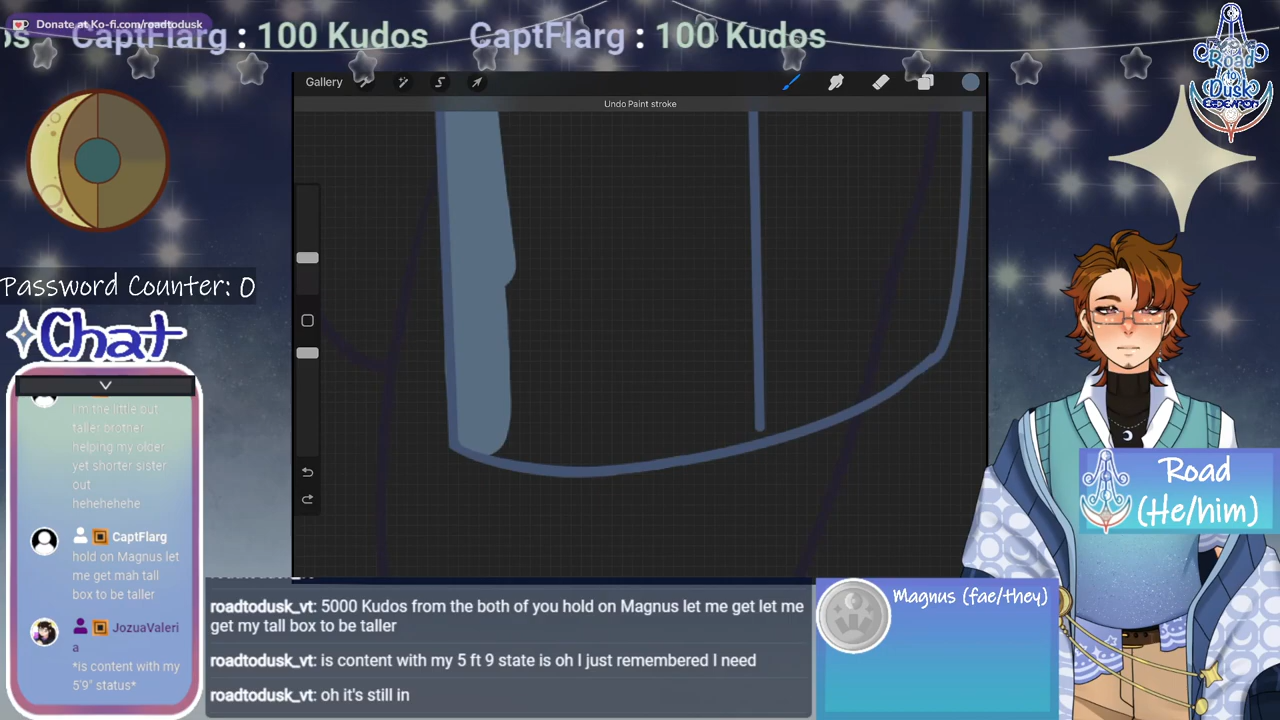 Donate at Ko-fi.com/roadtodusk
os CaptFlarg : 100 Kudos CaptFlarg : 100 Kudos
Road
to
Dusk
Gallery
Undo Paint stroke
Password Counter: 0
Chat
I'm the little but
taller brother
helping my older
yet shorter sister
out
hehehehehe
CaptFlarg
hold on Magnus let
me get mah tall
box to be taller
JozuaValeri
a
*is content with my
5'9" status*
roadtodusk_vt: 5000 Kudos from the both of you hold on Magnus let me get let me
get my tall box to be taller
roadtodusk_vt: is content with my 5 ft 9 state is oh I just remembered I need
roadtodusk_vt: oh it's still in
Magnus (fae/they)
Road
(He/him)